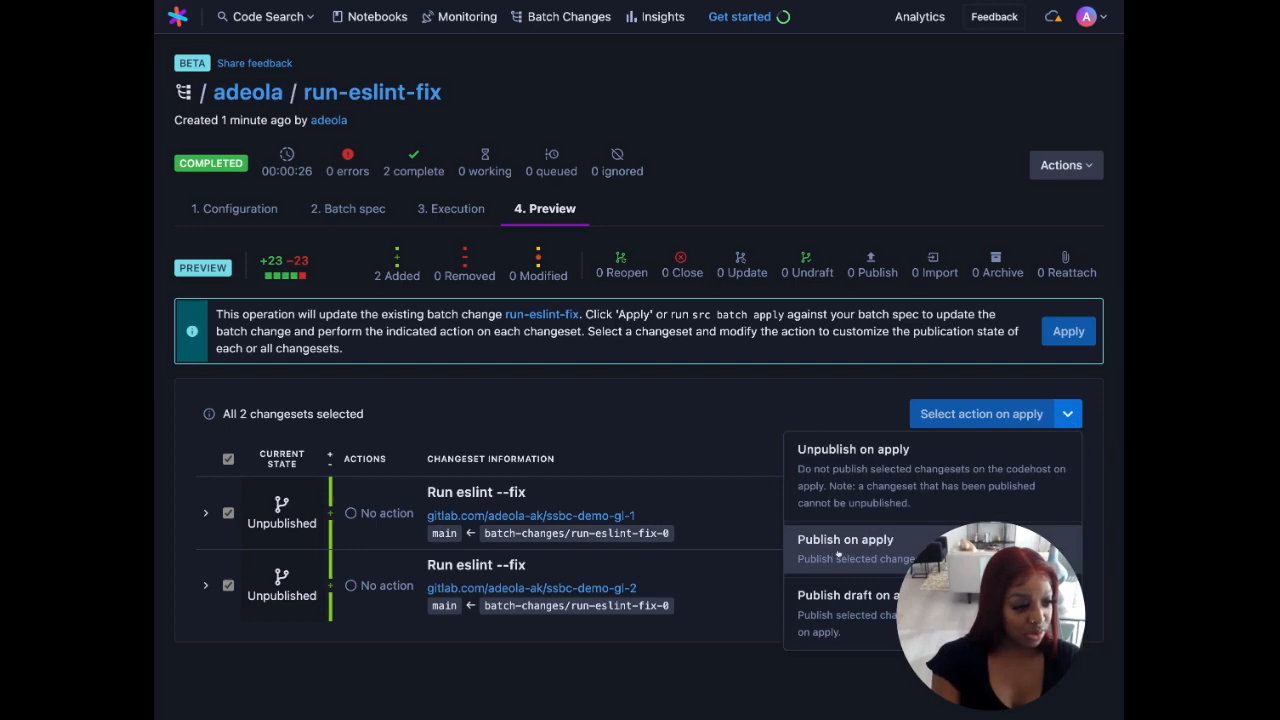 Code Search
Notebooks
Monitoring
Batch Changes
Insights
Get started
Analytics
Feedback
A
BETA
Share feedback
/ adeola / run-eslint-fix
Created 1 minute ago by adeola
COMPLETED
00:00:26
0 errors
2 complete
0 working
0 queued
0 ignored
Actions
1. Configuration
2. Batch spec
3. Execution
4. Preview
PREVIEW
+23 −23
2 Added
0 Removed
0 Modified
0 Reopen
0 Close
0 Update
0 Undraft
0 Publish
0 Import
0 Archive
0 Reattach
This operation will update the existing batch change run-eslint-fix. Click 'Apply' or run src batch apply against your batch spec to update the
batch change and perform the indicated action on each changeset. Select a changeset and modify the action to customize the publication state of
each or all changesets.
Apply
All 2 changesets selected
Select action on apply
CURRENT
STATE
+
-
ACTIONS
CHANGESET INFORMATION
Unpublished
+
No action
Run eslint --fix
gitlab.com/adeola-ak/ssbc-demo-gl-1
main ← batch-changes/run-eslint-fix-0
Unpublished
+
No action
Run eslint --fix
gitlab.com/adeola-ak/ssbc-demo-gl-2
main ← batch-changes/run-eslint-fix-0
Unpublish on apply
Do not publish selected changesets on the codehost on
apply. Note: a changeset that has been published
cannot be unpublished.
Publish on apply
Publish selected change
Publish draft on a
Publish selected cha
on apply.